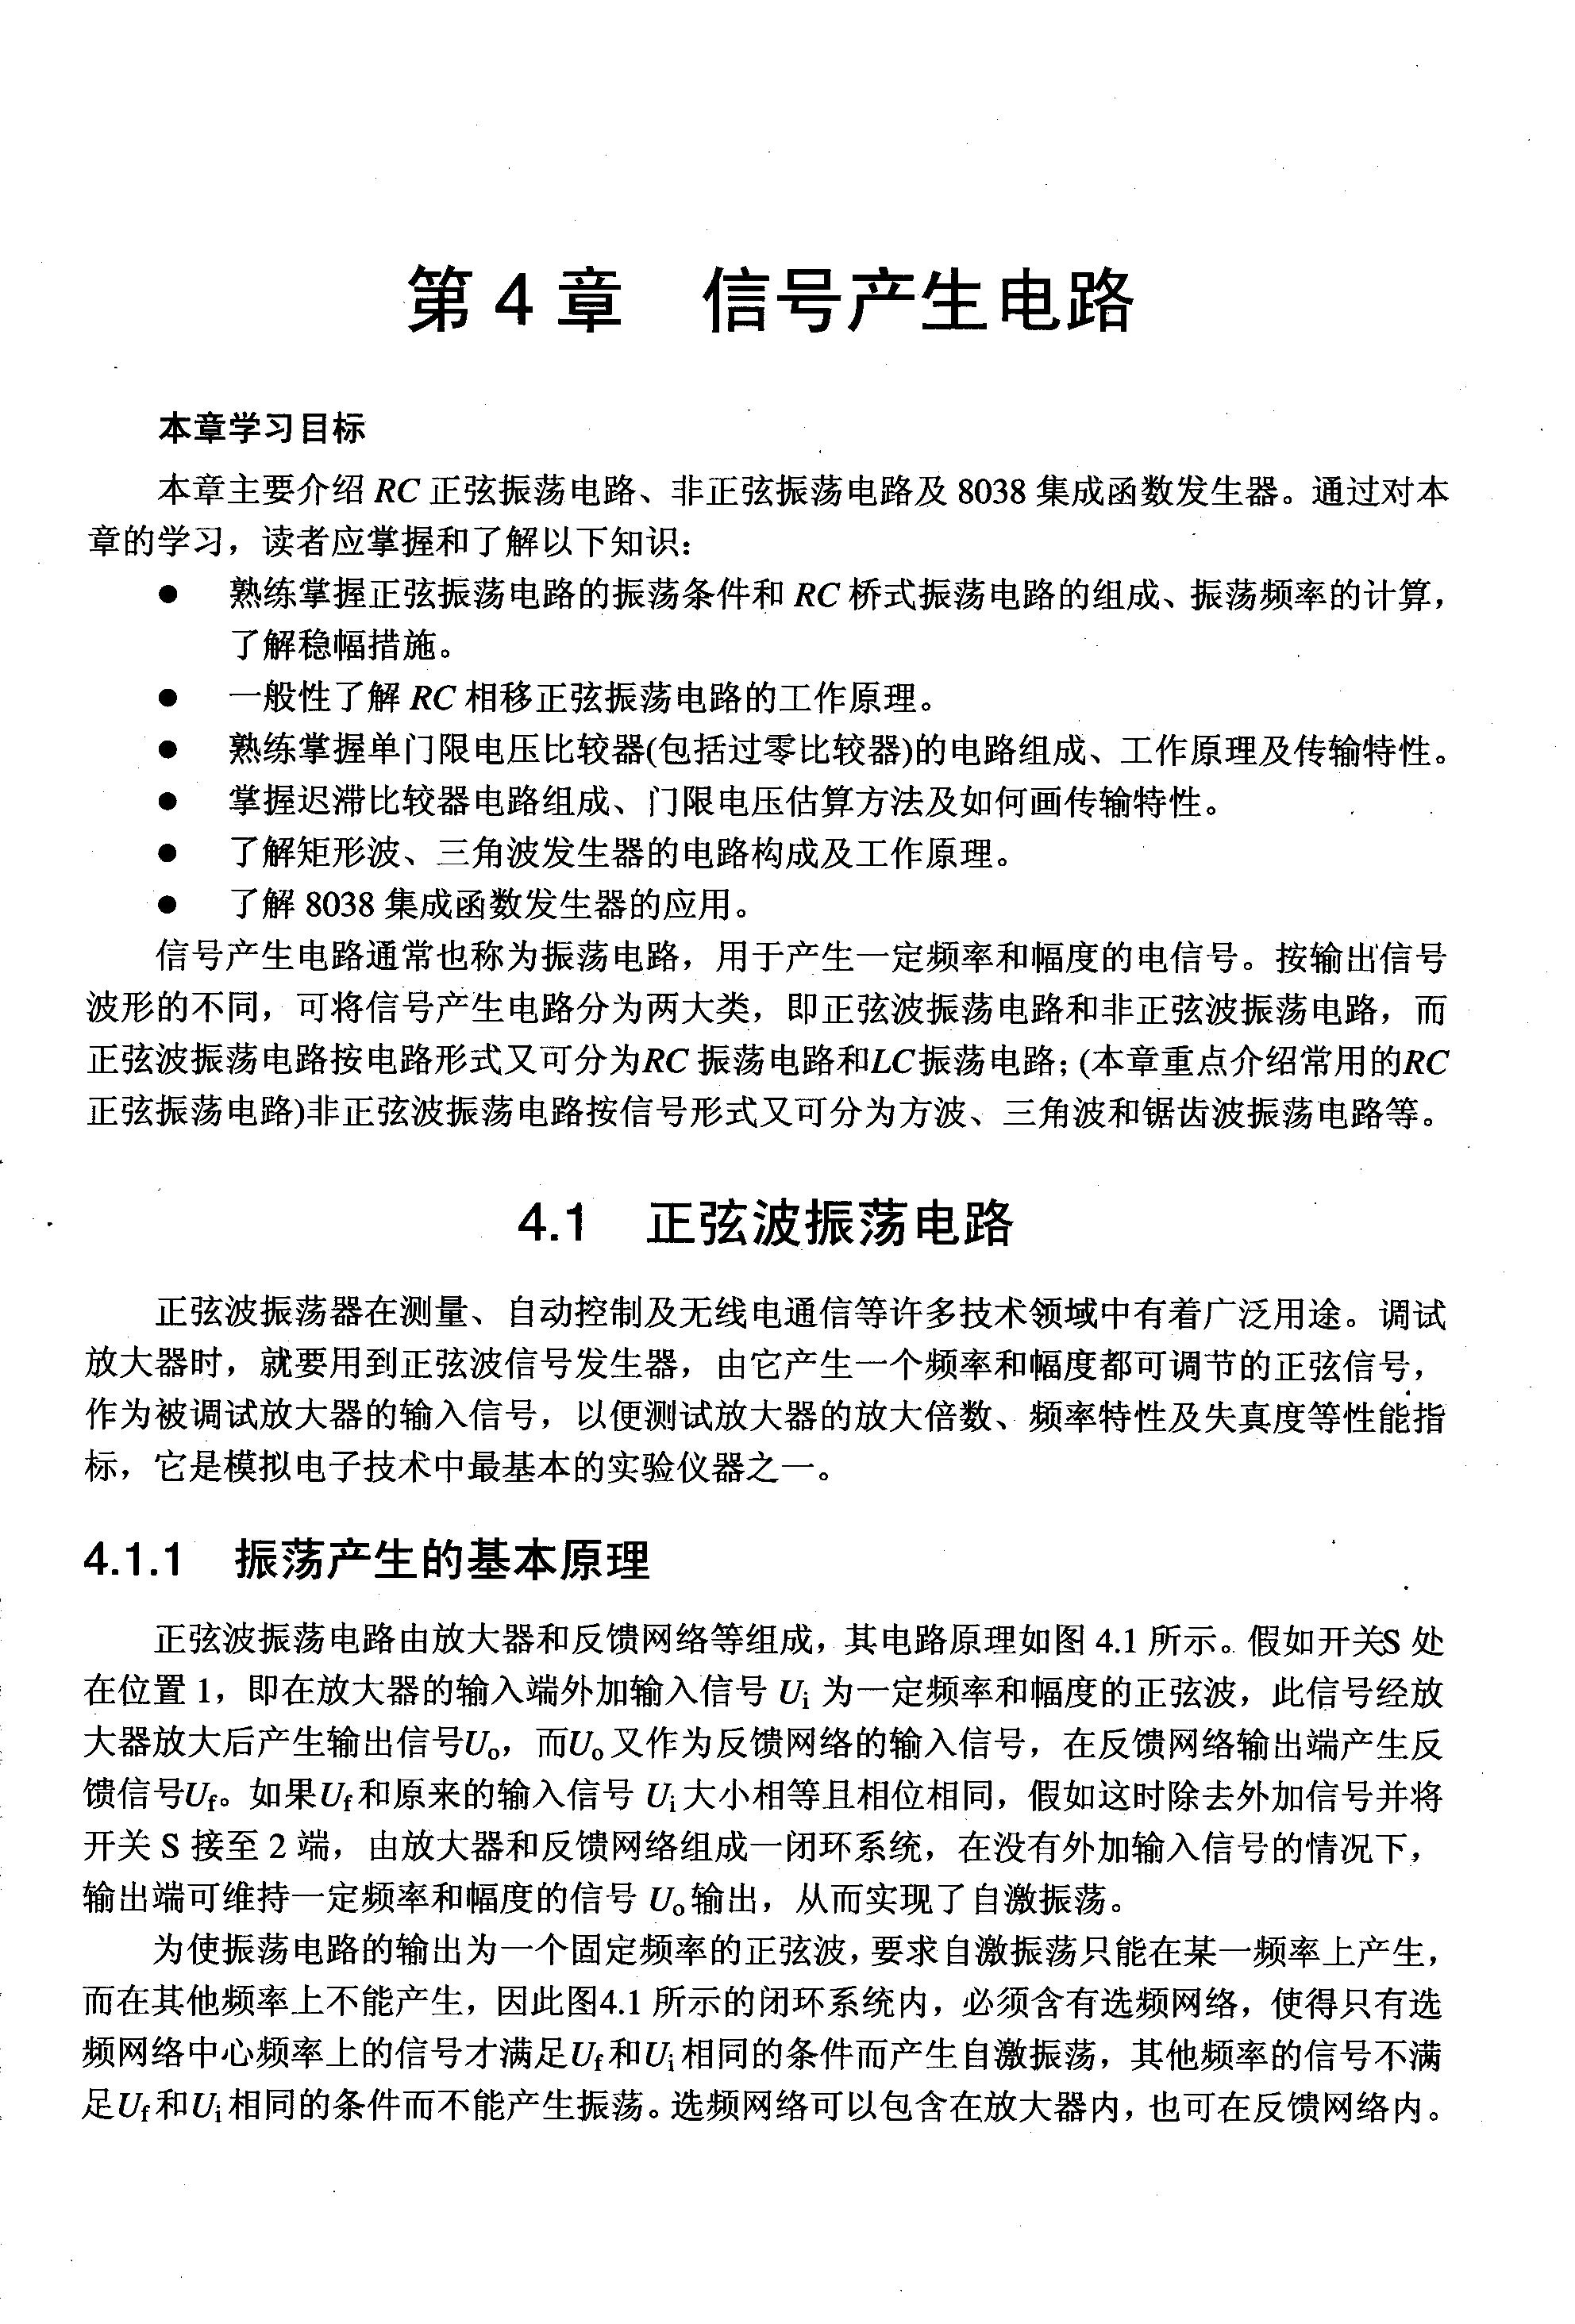 第 4 章　信号产生电路
本章学习目标
本章主要介绍 RC 正弦振荡电路、非正弦振荡电路及 8038 集成函数发生器。通过对本
章的学习，读者应掌握和了解以下知识：
● 熟练掌握正弦振荡电路的振荡条件和 RC 桥式振荡电路的组成、振荡频率的计算，
了解稳幅措施。
● 一般性了解 RC 相移正弦振荡电路的工作原理。
● 熟练掌握单门限电压比较器(包括过零比较器)的电路组成、工作原理及传输特性。
● 掌握迟滞比较器电路组成、门限电压估算方法及如何画传输特性。
● 了解矩形波、三角波发生器的电路构成及工作原理。
● 了解 8038 集成函数发生器的应用。
信号产生电路通常也称为振荡电路，用于产生一定频率和幅度的电信号。按输出信号
波形的不同，可将信号产生电路分为两大类，即正弦波振荡电路和非正弦波振荡电路，而
正弦波振荡电路按电路形式又可分为RC 振荡电路和LC振荡电路；(本章重点介绍常用的RC
正弦振荡电路)非正弦波振荡电路按信号形式又可分为方波、三角波和锯齿波振荡电路等。
4.1　正弦波振荡电路
正弦波振荡器在测量、自动控制及无线电通信等许多技术领域中有着广泛用途。调试
放大器时，就要用到正弦波信号发生器，由它产生一个频率和幅度都可调节的正弦信号，
作为被调试放大器的输入信号，以便测试放大器的放大倍数、频率特性及失真度等性能指
标，它是模拟电子技术中最基本的实验仪器之一。
4.1.1　振荡产生的基本原理
正弦波振荡电路由放大器和反馈网络等组成，其电路原理如图 4.1 所示。假如开关S 处
在位置 1，即在放大器的输入端外加输入信号 Ui 为一定频率和幅度的正弦波，此信号经放
大器放大后产生输出信号Uo，而Uo又作为反馈网络的输入信号，在反馈网络输出端产生反
馈信号Uf。如果Uf和原来的输入信号 Ui大小相等且相位相同，假如这时除去外加信号并将
开关 S 接至 2 端，由放大器和反馈网络组成一闭环系统，在没有外加输入信号的情况下，
输出端可维持一定频率和幅度的信号 Uo输出，从而实现了自激振荡。
为使振荡电路的输出为一个固定频率的正弦波，要求自激振荡只能在某一频率上产生，
而在其他频率上不能产生，因此图4.1 所示的闭环系统内，必须含有选频网络，使得只有选
频网络中心频率上的信号才满足Uf和Ui相同的条件而产生自激振荡，其他频率的信号不满
足Uf和Ui相同的条件而不能产生振荡。选频网络可以包含在放大器内，也可在反馈网络内。